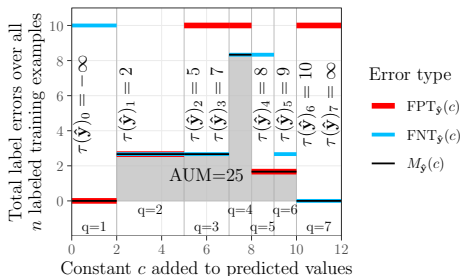 Total label errors over all
n labeled training examples
10
8
6
4
2
0
τ(ŷ)₀ = −∞
τ(ŷ)₁ = 2
τ(ŷ)₂ = 5
τ(ŷ)₃ = 7
τ(ŷ)₄ = 8
τ(ŷ)₅ = 9
τ(ŷ)₆ = 10
τ(ŷ)₇ = ∞
AUM=25
q=1
q=2
q=3
q=4
q=5
q=6
q=7
0 2 4 6 8 10 12
Constant c added to predicted values
Error type
FPT_ŷ(c)
FNT_ŷ(c)
M_ŷ(c)